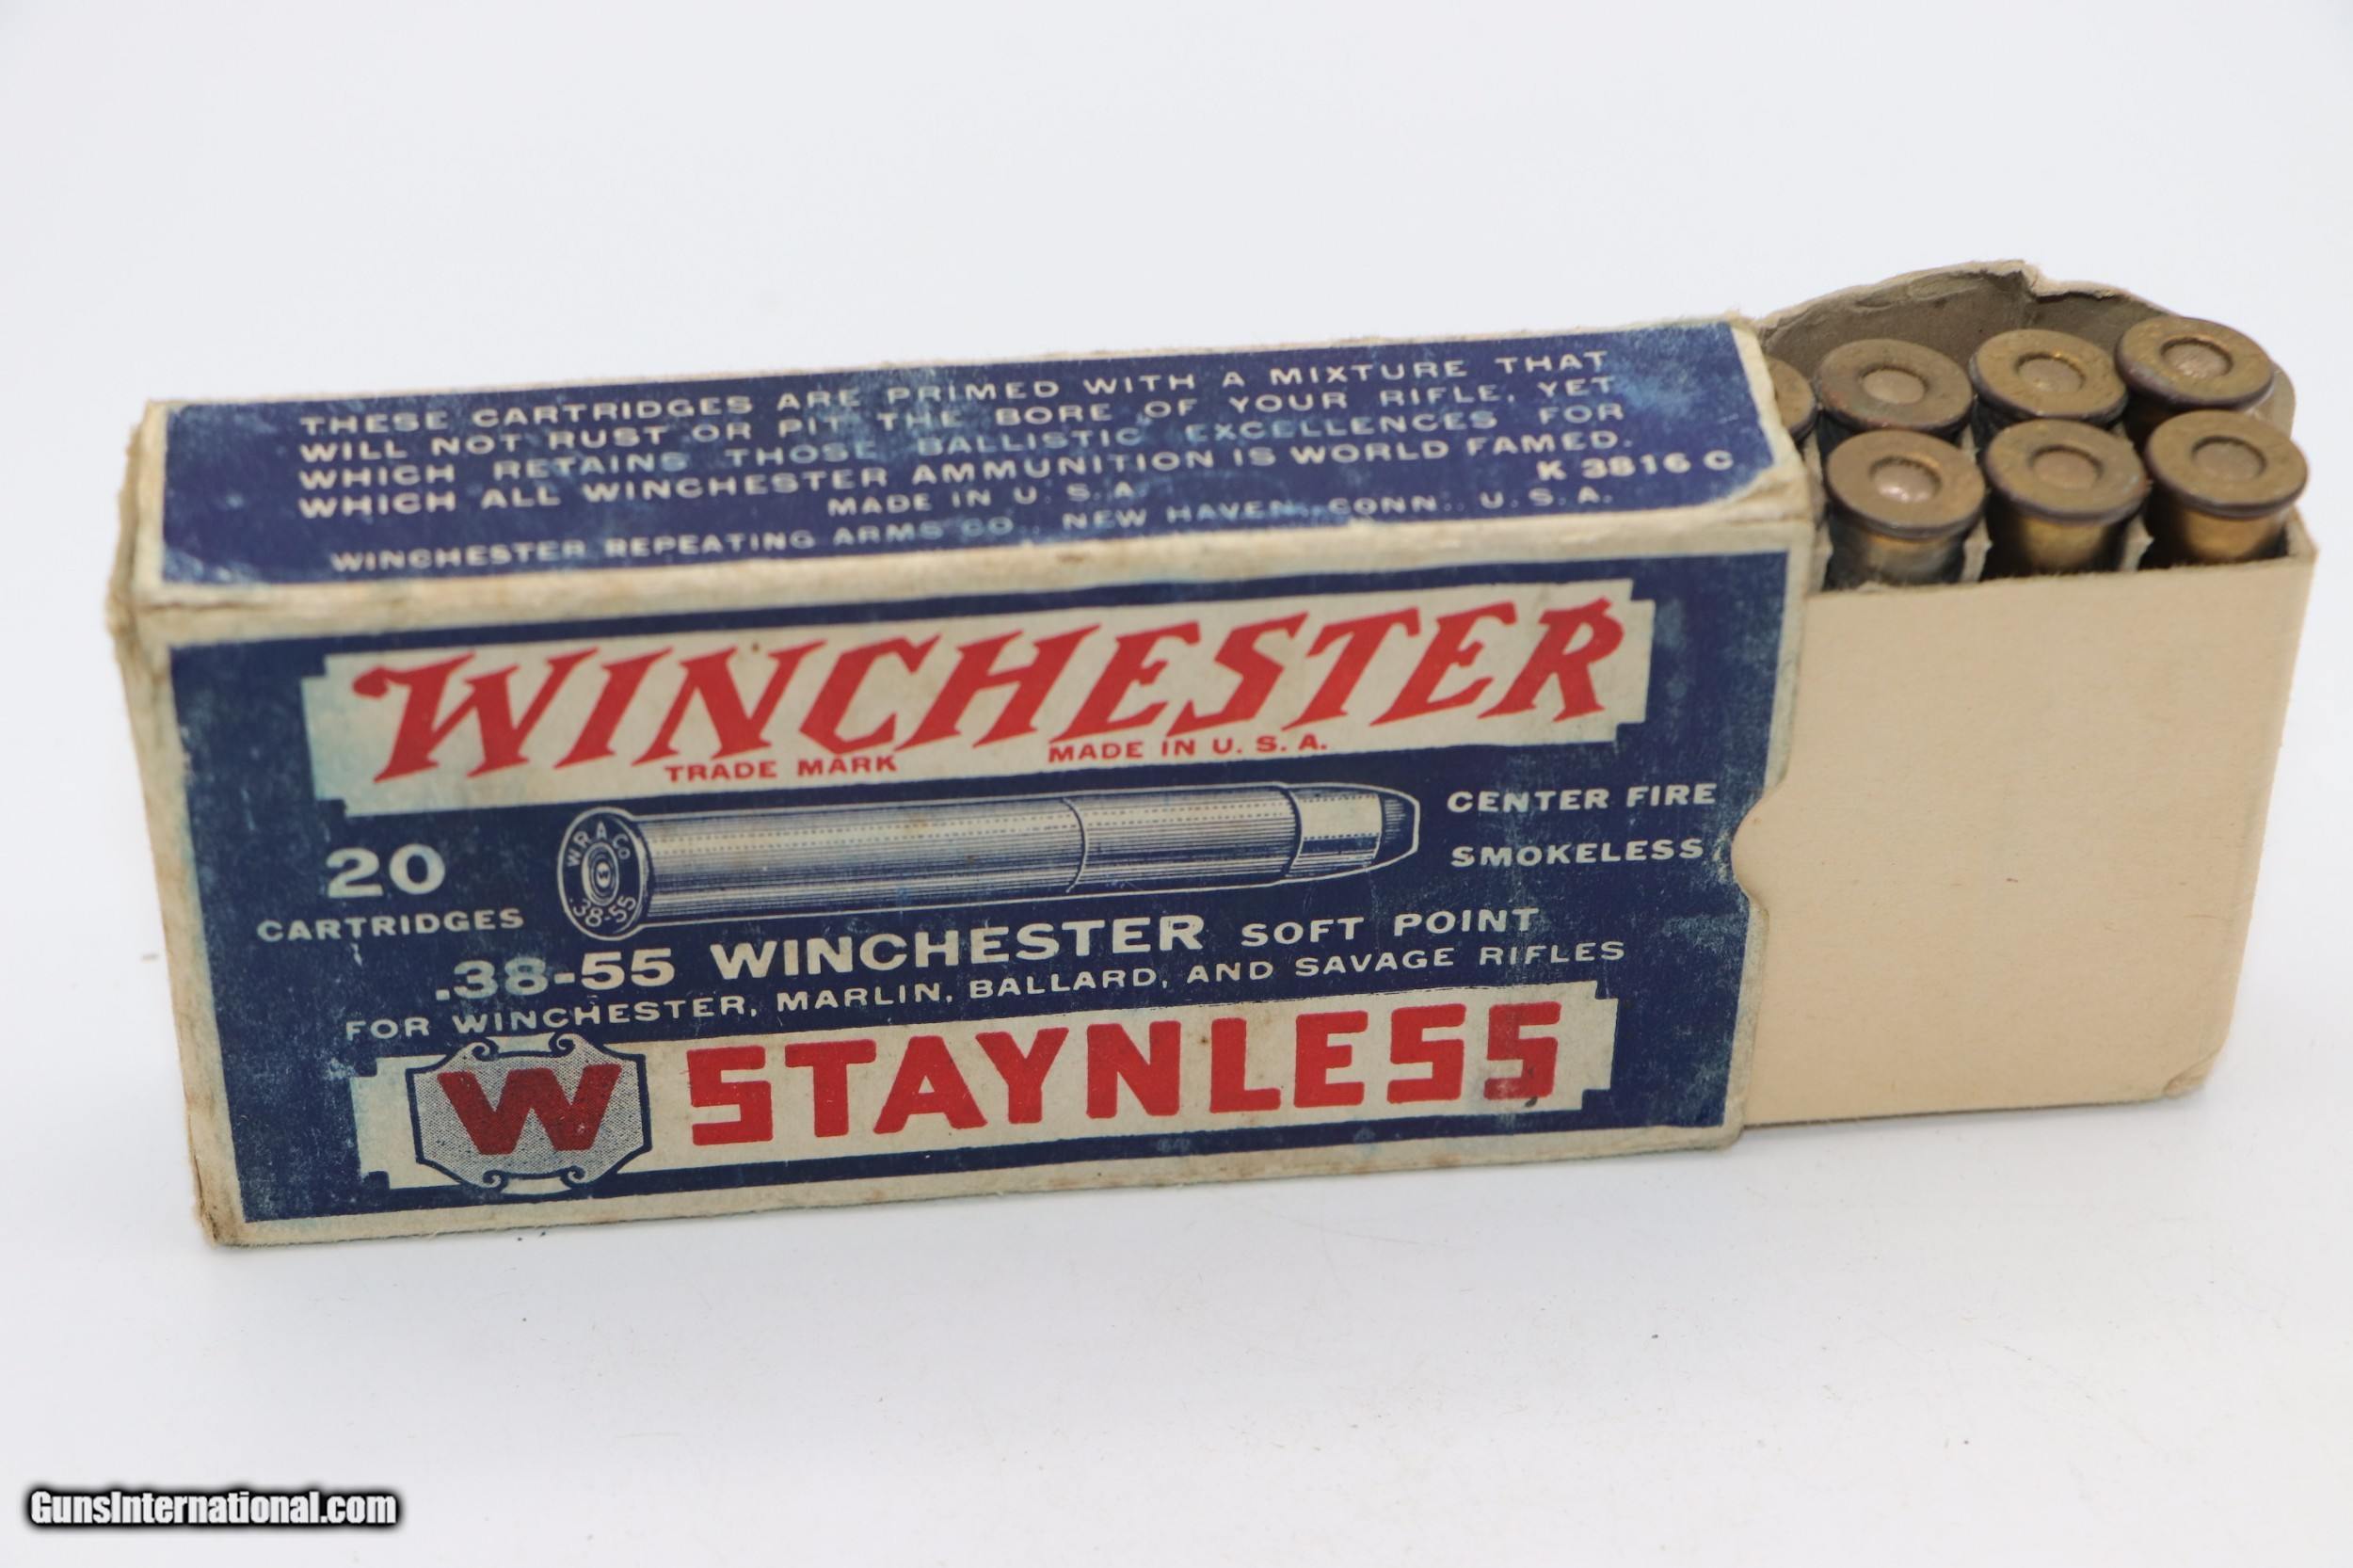 THESE CARTRIDGES ARE PRIMED WITH A MIXTURE THAT
WILL NOT RUST OR PIT THE BORE OF YOUR RIFLE, YET
WHICH RETAINS THOSE BALLISTIC EXCELLENCES FOR
WHICH ALL WINCHESTER AMMUNITION IS WORLD FAMED.
MADE IN U. S. A. K 3816 C
WINCHESTER REPEATING ARMS CO., NEW HAVEN, CONN., U. S. A.
WINCHESTER
TRADE MARK MADE IN U. S. A.
20
CARTRIDGES
W.R.A.Co
W
.38-55
CENTER FIRE
SMOKELESS
.38-55 WINCHESTER SOFT POINT
FOR WINCHESTER, MARLIN, BALLARD, AND SAVAGE RIFLES
W STAYNLESS
GunsInternational.com